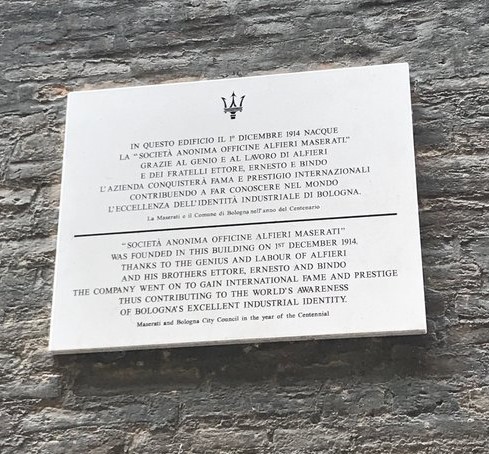 IN QUESTO EDIFICIO IL 1° DICEMBRE 1914 NACQUE
LA "SOCIETÀ ANONIMA OFFICINE ALFIERI MASERATI."
GRAZIE AL GENIO E AL LAVORO DI ALFIERI
E DEI FRATELLI ETTORE, ERNESTO E BINDO
L'AZIENDA CONQUISTERÀ FAMA E PRESTIGIO INTERNAZIONALI
CONTRIBUENDO A FAR CONOSCERE NEL MONDO
L'ECCELLENZA DELL'IDENTITÀ INDUSTRIALE DI BOLOGNA.
La Maserati e il Comune di Bologna nell'anno del Centenario
"SOCIETÀ ANONIMA OFFICINE ALFIERI MASERATI"
WAS FOUNDED IN THIS BUILDING ON 1ST DECEMBER 1914.
THANKS TO THE GENIUS AND LABOUR OF ALFIERI
AND HIS BROTHERS ETTORE, ERNESTO AND BINDO
THE COMPANY WENT ON TO GAIN INTERNATIONAL FAME AND PRESTIGE
THUS CONTRIBUTING TO THE WORLD'S AWARENESS
OF BOLOGNA'S EXCELLENT INDUSTRIAL IDENTITY.
Maserati and Bologna City Council in the year of the Centennial